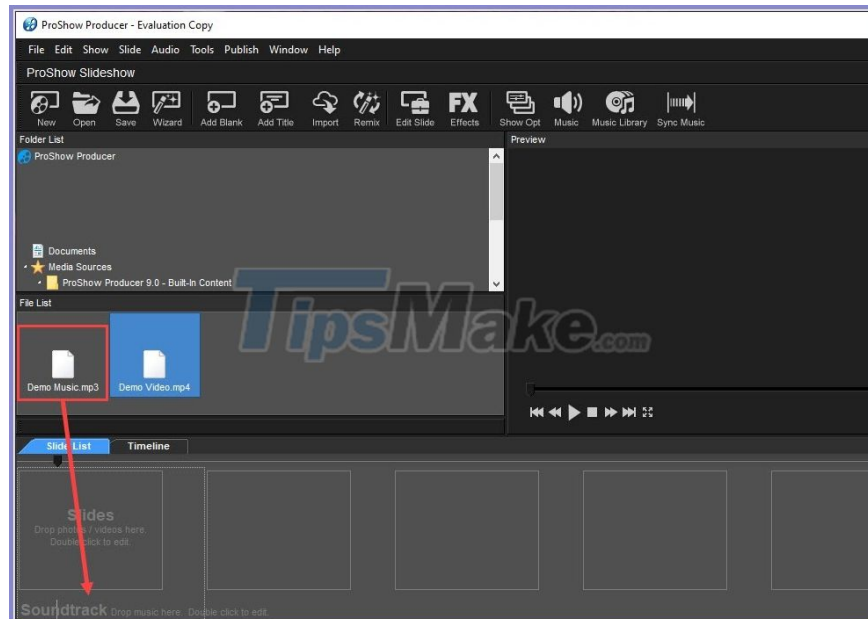 ProShow Producer - Evaluation Copy
File Edit Show Slide Audio Tools Publish Window Help
ProShow Slideshow
New Open Save Wizard Add Blank Add Title Import Remix Edit Slide FX Effects Show Opt Music Music Library Sync Music
Folder List
Preview
ProShow Producer
Documents
Media Sources
ProShow Producer 9.0 - Built-In Content
TipsMake.com
File List
Demo Music.mp3 Demo Video.mp4
Slide List Timeline
Slides
Drop photos / videos here.
Double click to edit.
Soundtrack Drop music here. Double click to edit.